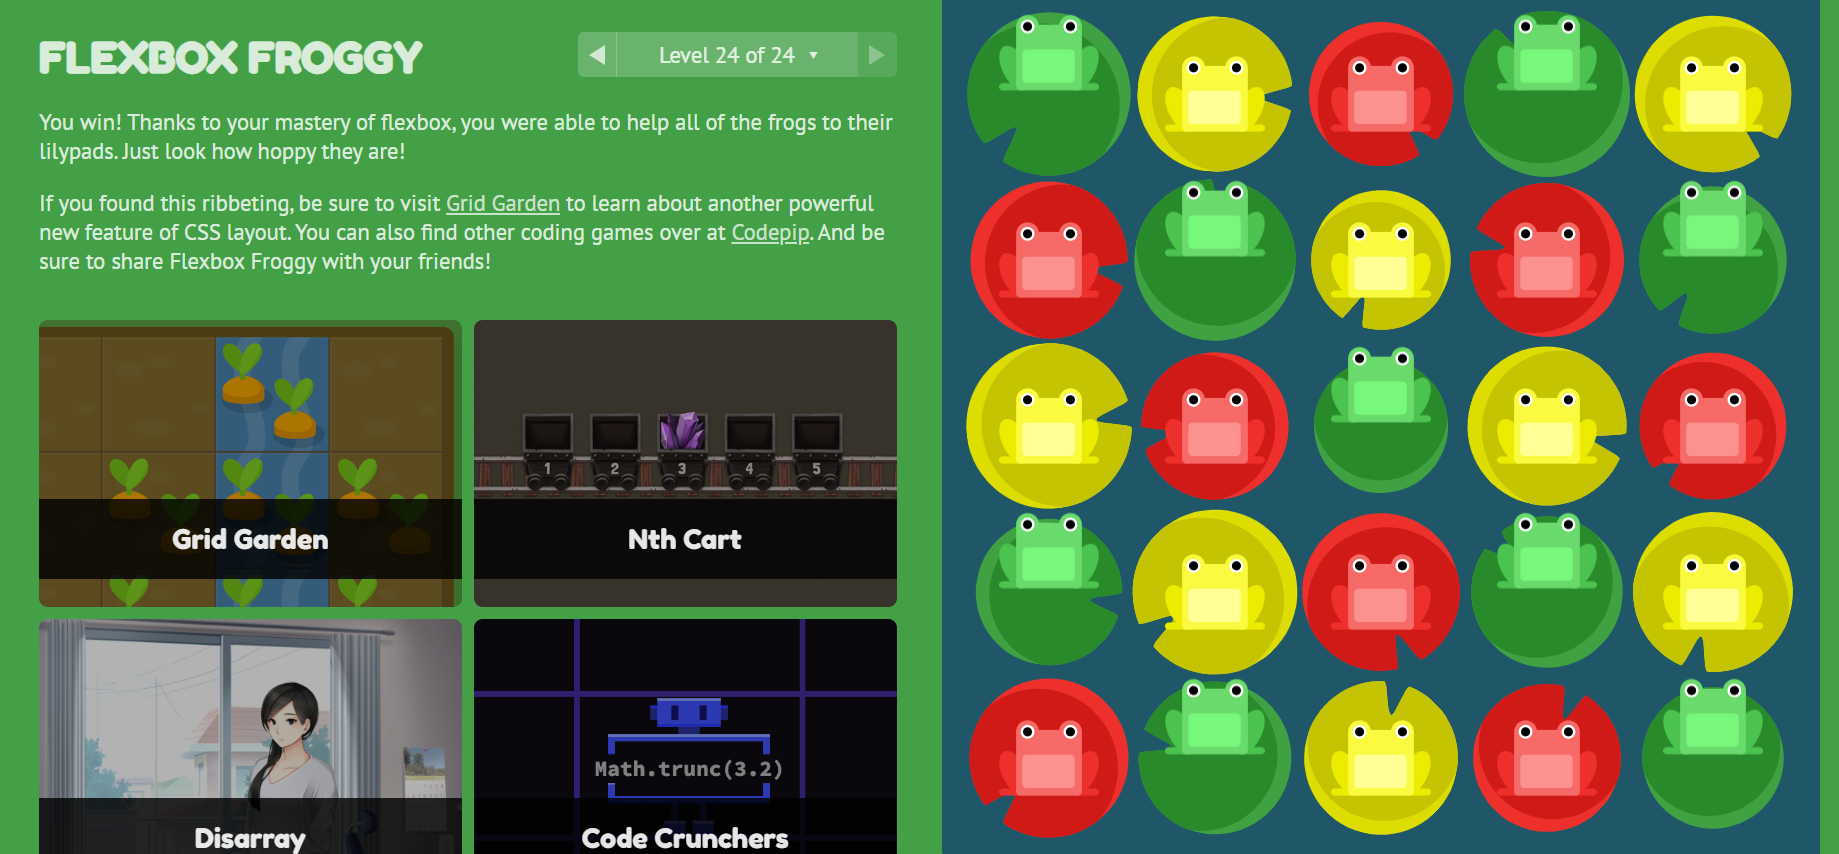 FLEXBOX FROGGY
Level 24 of 24
You win! Thanks to your mastery of flexbox, you were able to help all of the frogs to their
lilypads. Just look how hoppy they are!
If you found this ribbeting, be sure to visit Grid Garden to learn about another powerful
new feature of CSS layout. You can also find other coding games over at Codepip. And be
sure to share Flexbox Froggy with your friends!
1 2 3 4 5
Grid Garden
Nth Cart
Math.trunc(3.2)
Disarray
Code Crunchers